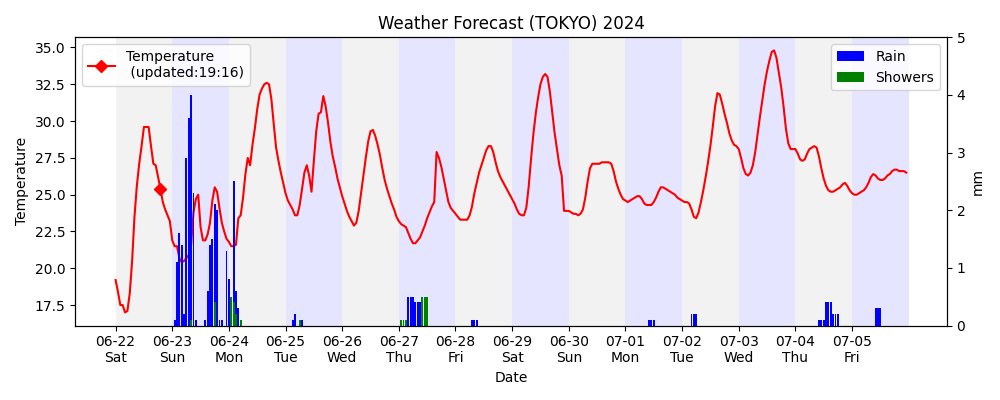 Weather Forecast (TOKYO) 2024
Temperature
(updated:19:16)
Rain
Showers
35.0
32.5
30.0
27.5
25.0
22.5
20.0
17.5
Temperature
5
4
3
2
1
0
mm
06-22 06-23 06-24 06-25 06-26 06-27 06-28 06-29 06-30 07-01 07-02 07-03 07-04 07-05
Sat Sun Mon Tue Wed Thu Fri Sat Sun Mon Tue Wed Thu Fri
Date